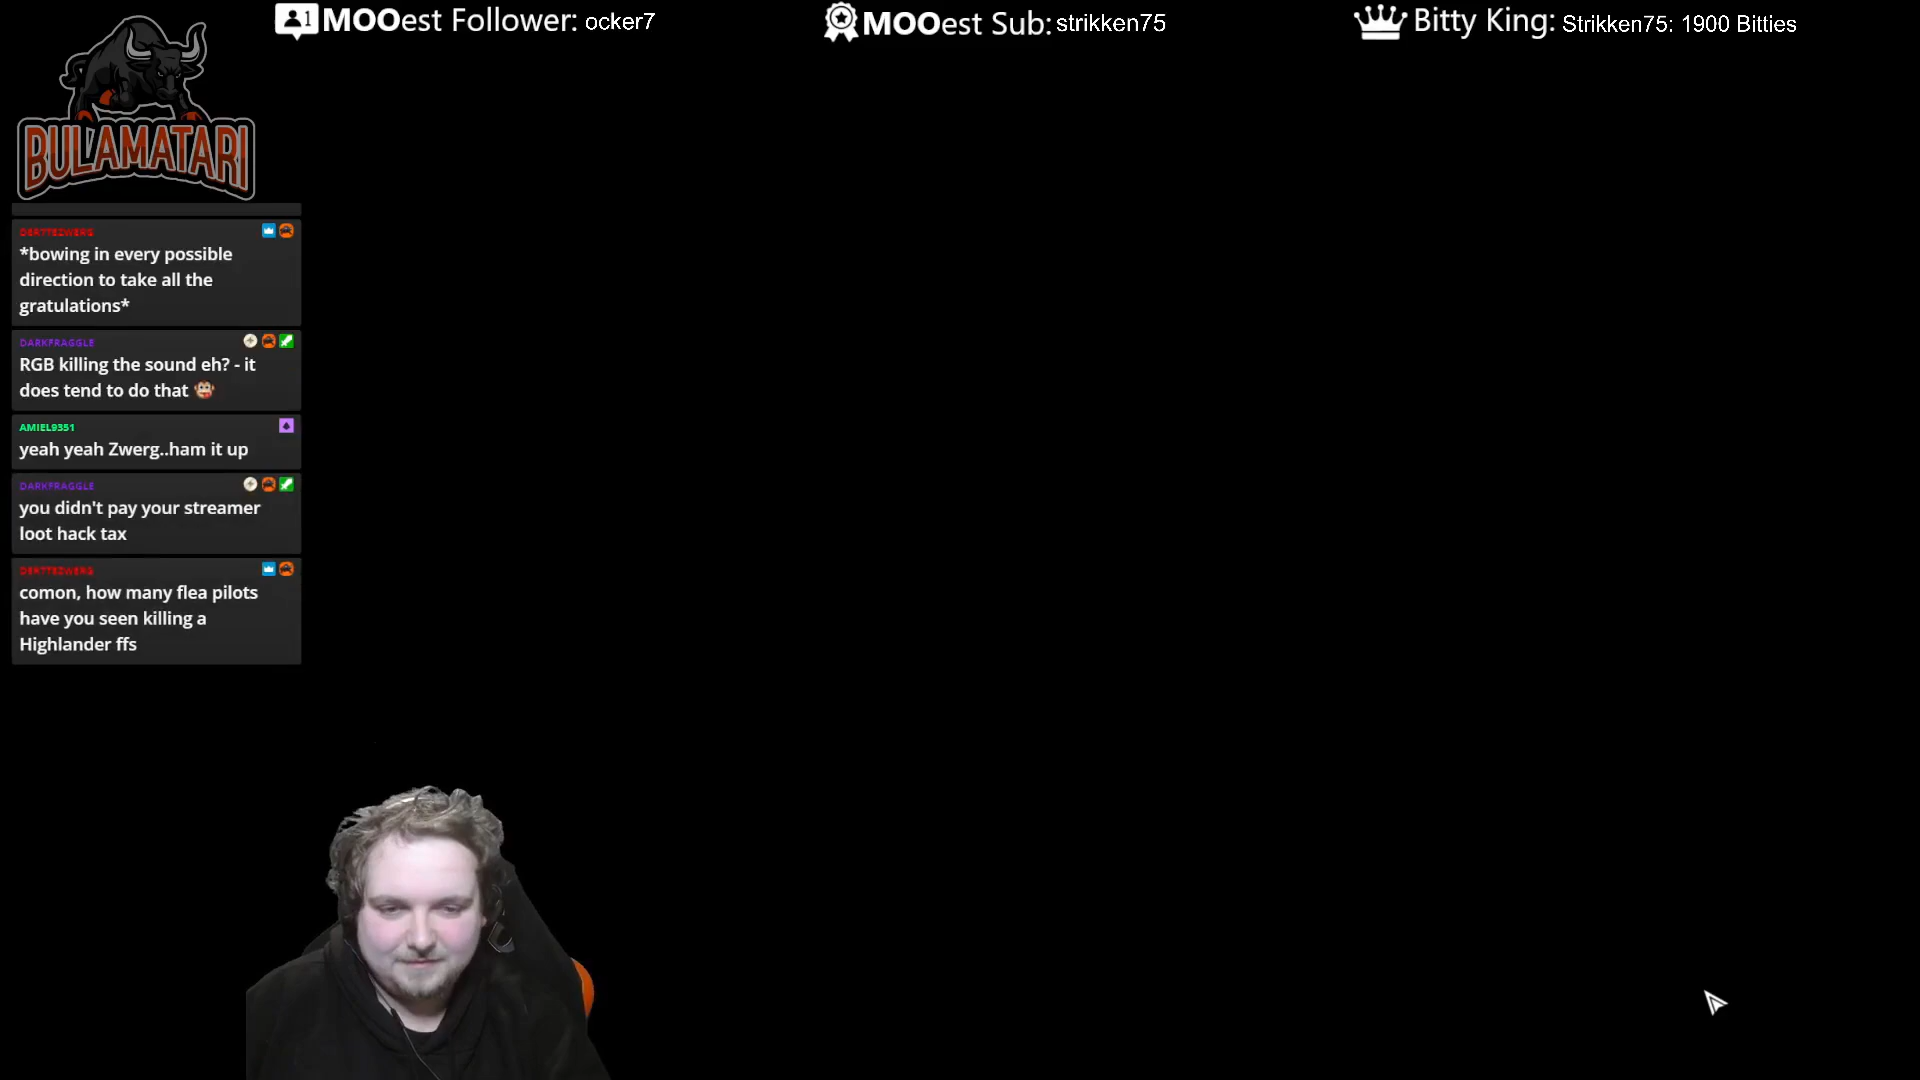 MOOest Follower: ocker7
MOOest Sub: strikken75
Bitty King: Strikken75: 1900 Bitties
BULAMATARI
*bowing in every possible
direction to take all the
gratulations*
DARKFRAGGLE
RGB killing the sound eh? - it
does tend to do that
AMIEL9351
yeah yeah Zwerg..ham it up
DARKFRAGGLE
you didn't pay your streamer
loot hack tax
comon, how many flea pilots
have you seen killing a
Highlander ffs